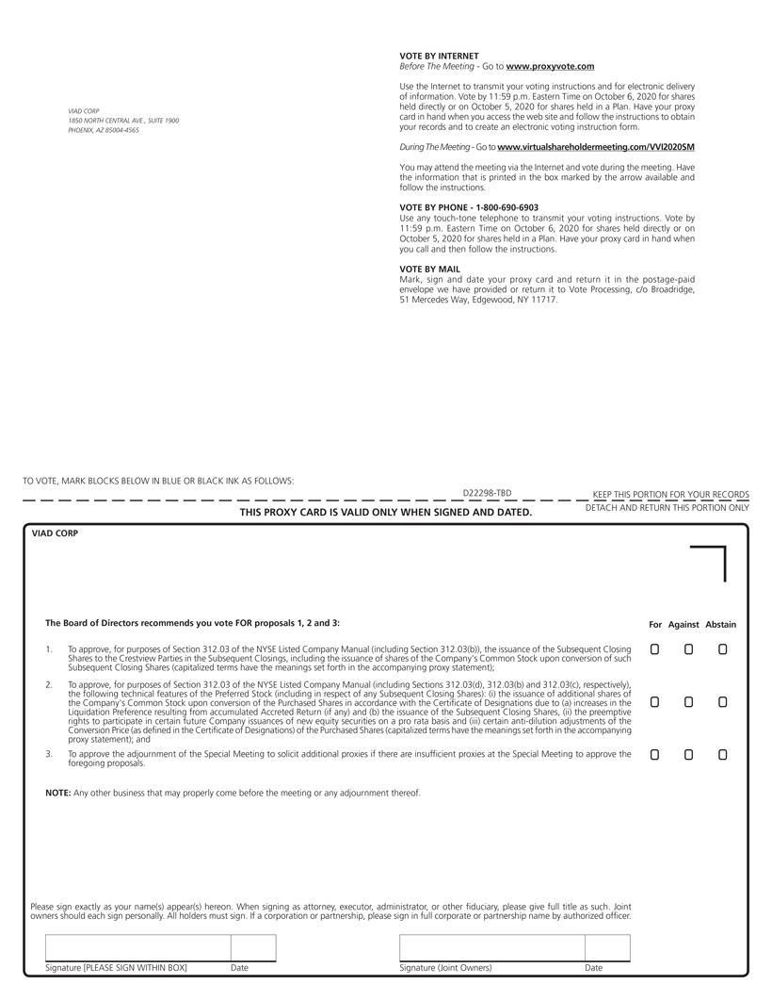 VOTE BY INTERNET
Before The Meeting - Go to www.proxyvote.com
Use the Internet to transmit your voting instructions and for electronic delivery
of information. Vote by 11:59 p.m. Eastern Time on October 6, 2020 for shares
held directly or on October 5, 2020 for shares held in a Plan. Have your proxy
card in hand when you access the web site and follow the instructions to obtain
your records and to create an electronic voting instruction form.
During The Meeting - Go to www.virtualshareholdermeeting.com/VVI2020SM
You may attend the meeting via the Internet and vote during the meeting. Have
the information that is printed in the box marked by the arrow available and
follow the instructions.
VOTE BY PHONE - 1-800-690-6903
Use any touch-tone telephone to transmit your voting instructions. Vote by
11:59 p.m. Eastern Time on October 6, 2020 for shares held directly or on
October 5, 2020 for shares held in a Plan. Have your proxy card in hand when
you call and then follow the instructions.
VOTE BY MAIL
Mark, sign and date your proxy card and return it in the postage-paid
envelope we have provided or return it to Vote Processing, c/o Broadridge,
51 Mercedes Way, Edgewood, NY 11717.
VIAD CORP
1850 NORTH CENTRAL AVE., SUITE 1900
PHOENIX, AZ 85004-4565
TO VOTE, MARK BLOCKS BELOW IN BLUE OR BLACK INK AS FOLLOWS:
D22298-TBD
KEEP THIS PORTION FOR YOUR RECORDS
DETACH AND RETURN THIS PORTION ONLY
THIS PROXY CARD IS VALID ONLY WHEN SIGNED AND DATED.
VIAD CORP
The Board of Directors recommends you vote FOR proposals 1, 2 and 3:
For Against Abstain
1. To approve, for purposes of Section 312.03 of the NYSE Listed Company Manual (including Section 312.03(b)), the issuance of the Subsequent Closing
Shares to the Crestview Parties in the Subsequent Closings, including the issuance of shares of the Company's Common Stock upon conversion of such
Subsequent Closing Shares (capitalized terms have the meanings set forth in the accompanying proxy statement);
2. To approve, for purposes of Section 312.03 of the NYSE Listed Company Manual (including Sections 312.03(d), 312.03(b) and 312.03(c), respectively),
the following technical features of the Preferred Stock (including in respect of any Subsequent Closing Shares): (i) the issuance of additional shares of
the Company's Common Stock upon conversion of the Purchased Shares in accordance with the Certificate of Designations due to (a) increases in the
Liquidation Preference resulting from accumulated Accreted Return (if any) and (b) the issuance of the Subsequent Closing Shares, (ii) the preemptive
rights to participate in certain future Company issuances of new equity securities on a pro rata basis and (iii) certain anti-dilution adjustments of the
Conversion Price (as defined in the Certificate of Designations) of the Purchased Shares (capitalized terms have the meanings set forth in the accompanying
proxy statement); and
3. To approve the adjournment of the Special Meeting to solicit additional proxies if there are insufficient proxies at the Special Meeting to approve the
foregoing proposals.
NOTE: Any other business that may properly come before the meeting or any adjournment thereof.
Please sign exactly as your name(s) appear(s) hereon. When signing as attorney, executor, administrator, or other fiduciary, please give full title as such. Joint
owners should each sign personally. All holders must sign. If a corporation or partnership, please sign in full corporate or partnership name by authorized officer.
Signature [PLEASE SIGN WITHIN BOX] Date
Signature (Joint Owners) Date